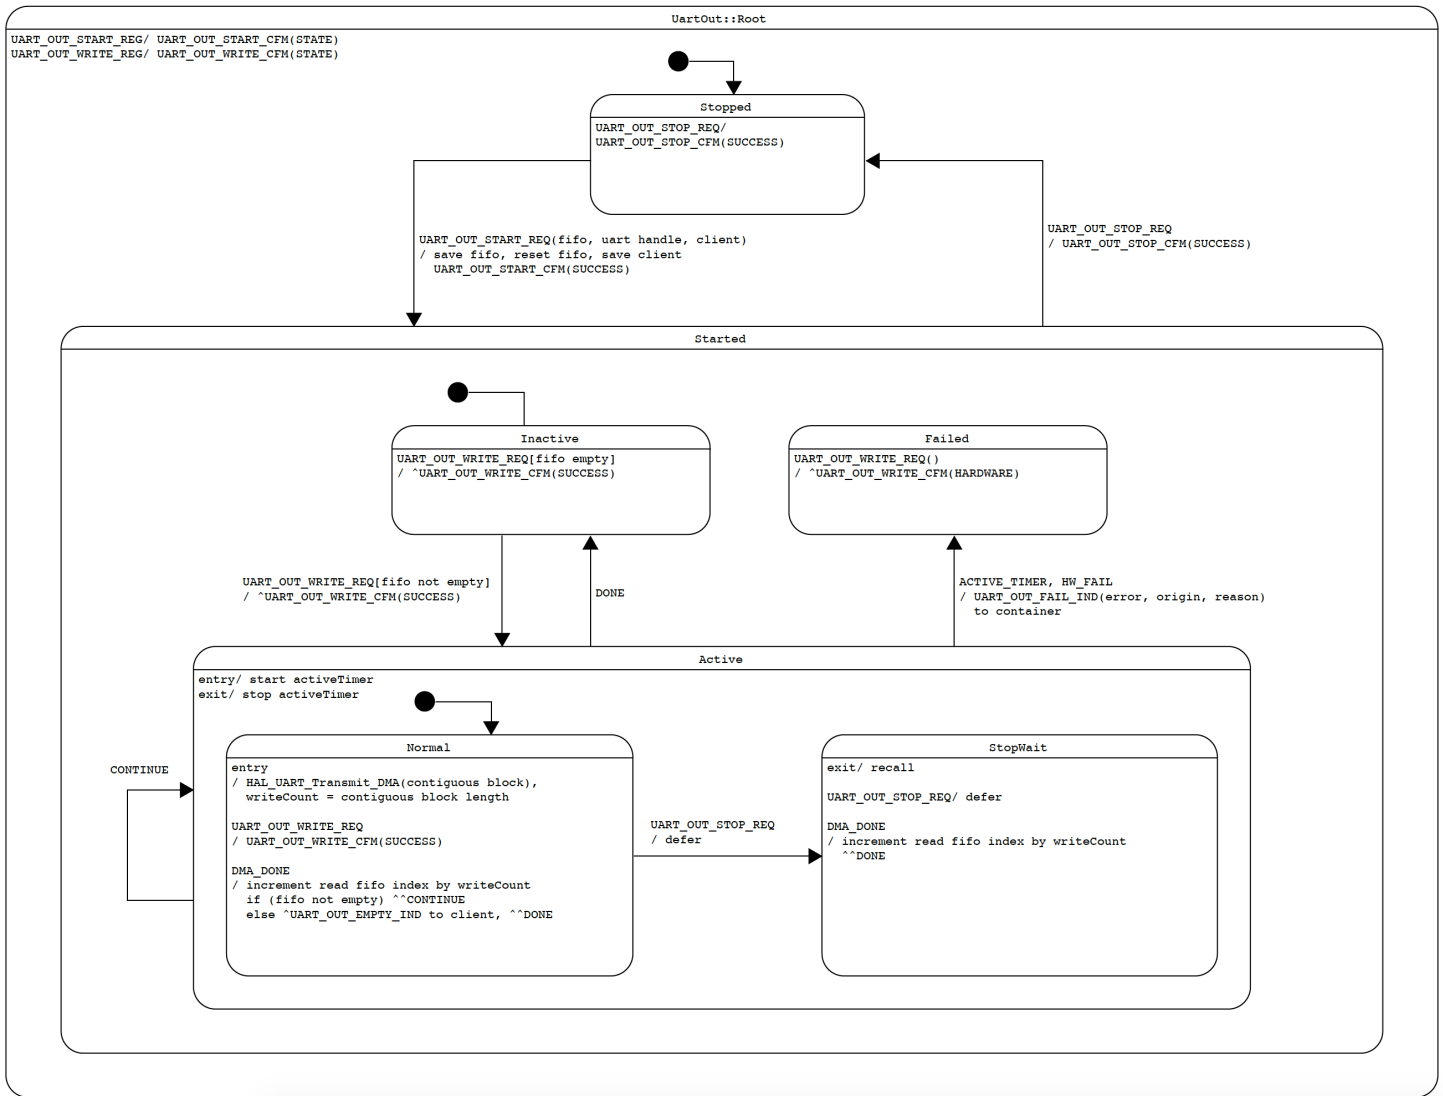 UartOut::Root
UART_OUT_START_REG/ UART_OUT_START_CFM(STATE)
UART_OUT_WRITE_REG/ UART_OUT_WRITE_CFM(STATE)
Stopped
UART_OUT_STOP_REQ/
UART_OUT_STOP_CFM(SUCCESS)
UART_OUT_START_REQ(fifo, uart handle, client)
/ save fifo, reset fifo, save client
UART_OUT_START_CFM(SUCCESS)
UART_OUT_STOP_REQ
/ UART_OUT_STOP_CFM(SUCCESS)
Started
Inactive
UART_OUT_WRITE_REQ[fifo empty]
/ ^UART_OUT_WRITE_CFM(SUCCESS)
Failed
UART_OUT_WRITE_REQ()
/ ^UART_OUT_WRITE_CFM(HARDWARE)
UART_OUT_WRITE_REQ[fifo not empty]
/ ^UART_OUT_WRITE_CFM(SUCCESS)
DONE
ACTIVE_TIMER, HW_FAIL
/ UART_OUT_FAIL_IND(error, origin, reason)
to container
Active
entry/ start activeTimer
exit/ stop activeTimer
CONTINUE
Normal
entry
/ HAL_UART_Transmit_DMA(contiguous block),
writeCount = contiguous block length
UART_OUT_WRITE_REQ
/ UART_OUT_WRITE_CFM(SUCCESS)
DMA_DONE
/ increment read fifo index by writeCount
if (fifo not empty) ^^CONTINUE
else ^UART_OUT_EMPTY_IND to client, ^^DONE
UART_OUT_STOP_REQ
/ defer
StopWait
exit/ recall
UART_OUT_STOP_REQ/ defer
DMA_DONE
/ increment read fifo index by writeCount
^^DONE